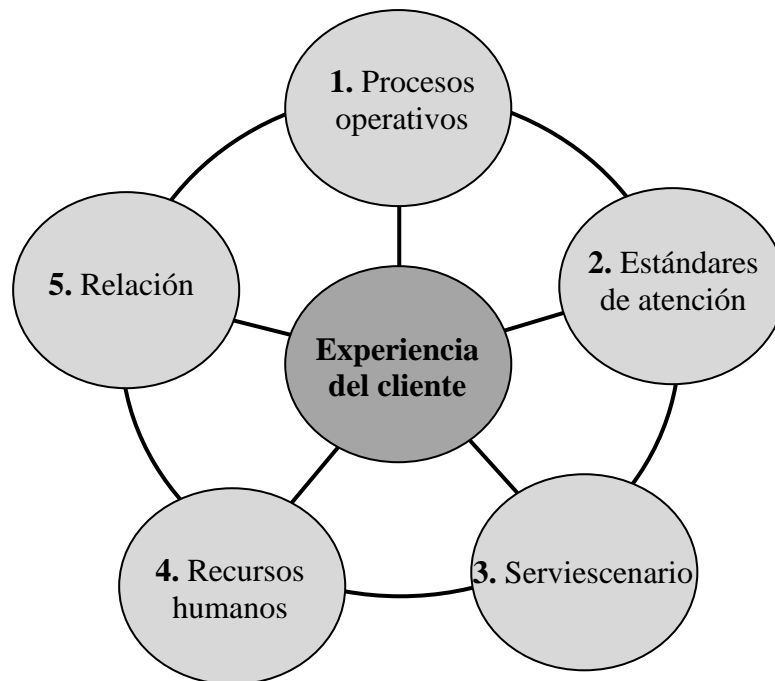 1. Procesos
operativos
2. Estándares
de atención
3. Serviescenario
4. Recursos
humanos
5. Relación
Experiencia
del cliente